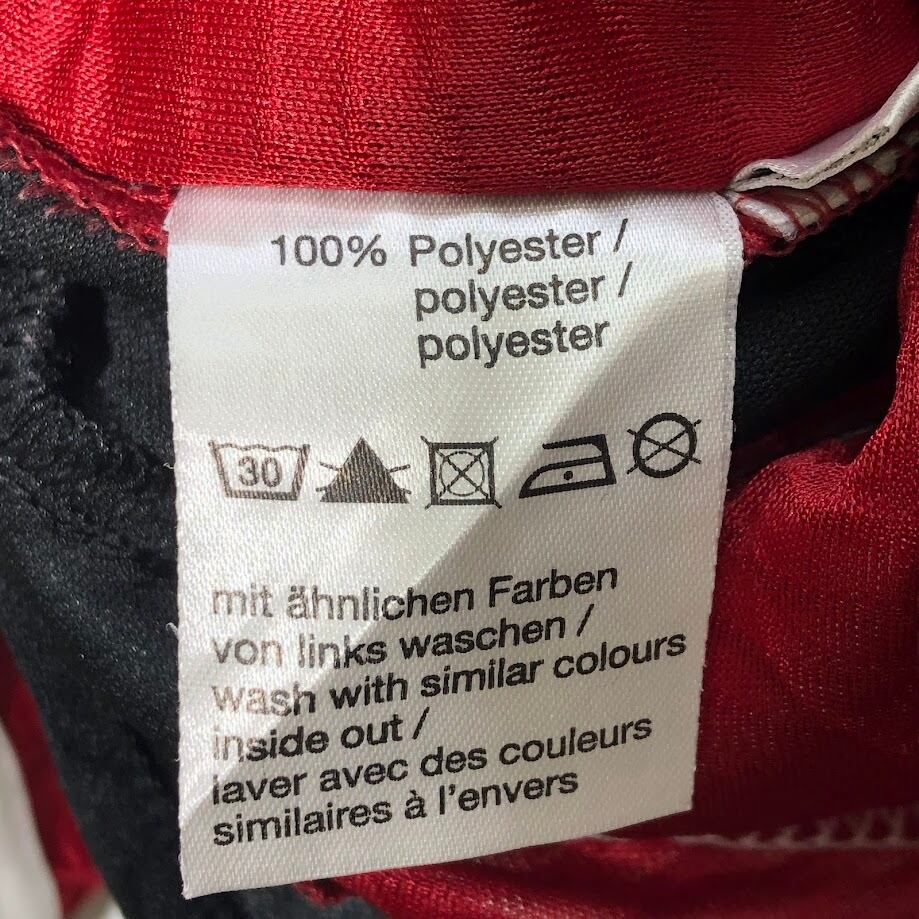 100% Polyester /
polyester /
polyester
30
mit ähnlichen Farben
von links waschen /
wash with similar colours
inside out /
laver avec des couleurs
similaires à l'envers